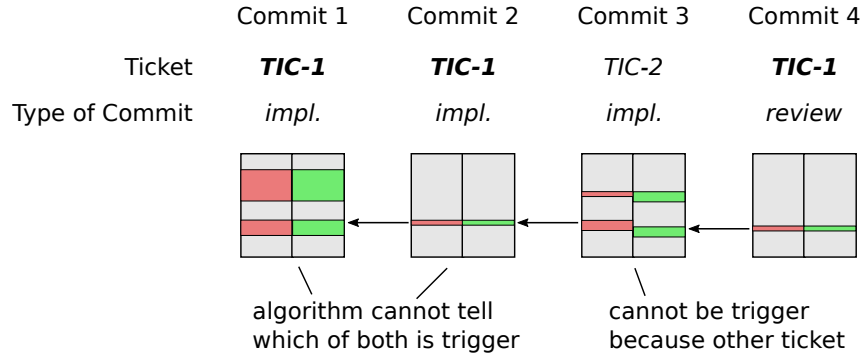 Commit 1 Commit 2 Commit 3 Commit 4
Ticket TIC-1 TIC-1 TIC-2 TIC-1
Type of Commit impl. impl. impl. review
algorithm cannot tell
which of both is trigger
cannot be trigger
because other ticket